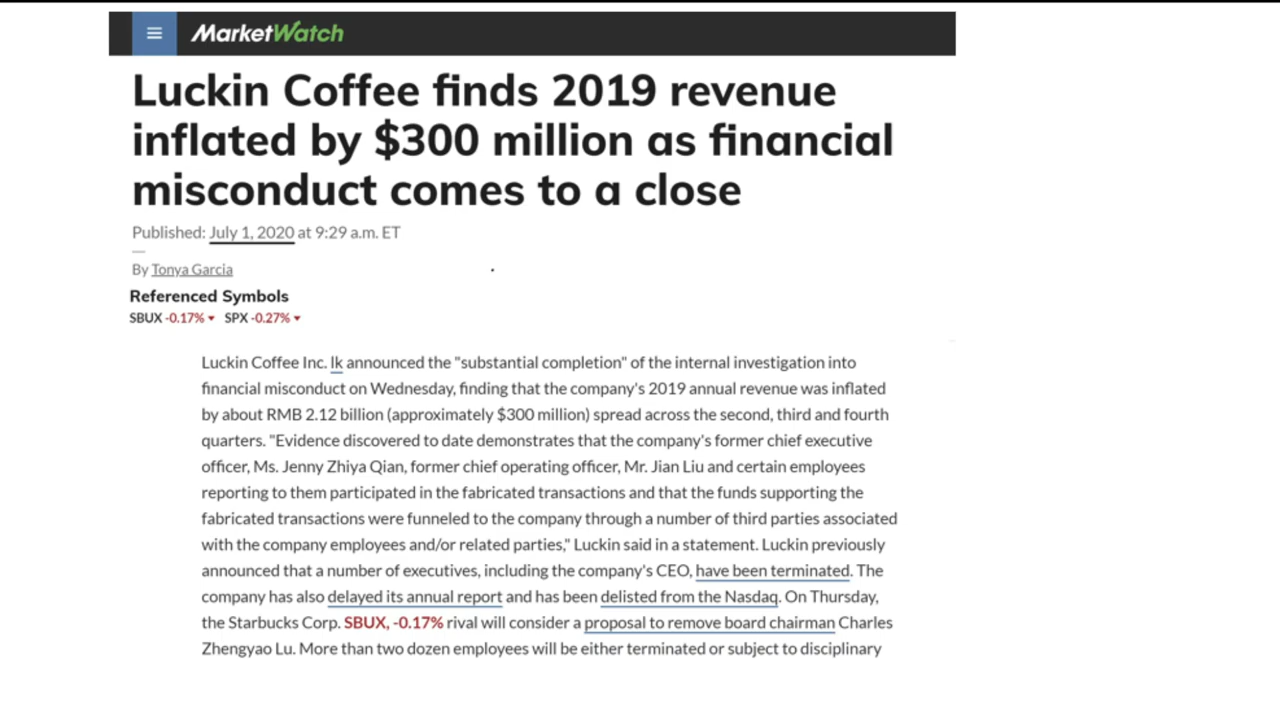 MarketWatch
Luckin Coffee finds 2019 revenue
inflated by $300 million as financial
misconduct comes to a close
Published: July 1, 2020 at 9:29 a.m. ET
By Tonya Garcia
Referenced Symbols
SBUX -0.17% SPX -0.27%
Luckin Coffee Inc. lk announced the "substantial completion" of the internal investigation into
financial misconduct on Wednesday, finding that the company's 2019 annual revenue was inflated
by about RMB 2.12 billion (approximately $300 million) spread across the second, third and fourth
quarters. "Evidence discovered to date demonstrates that the company's former chief executive
officer, Ms. Jenny Zhiya Qian, former chief operating officer, Mr. Jian Liu and certain employees
reporting to them participated in the fabricated transactions and that the funds supporting the
fabricated transactions were funneled to the company through a number of third parties associated
with the company employees and/or related parties," Luckin said in a statement. Luckin previously
announced that a number of executives, including the company's CEO, have been terminated. The
company has also delayed its annual report and has been delisted from the Nasdaq. On Thursday,
the Starbucks Corp. SBUX, -0.17% rival will consider a proposal to remove board chairman Charles
Zhengyao Lu. More than two dozen employees will be either terminated or subject to disciplinary